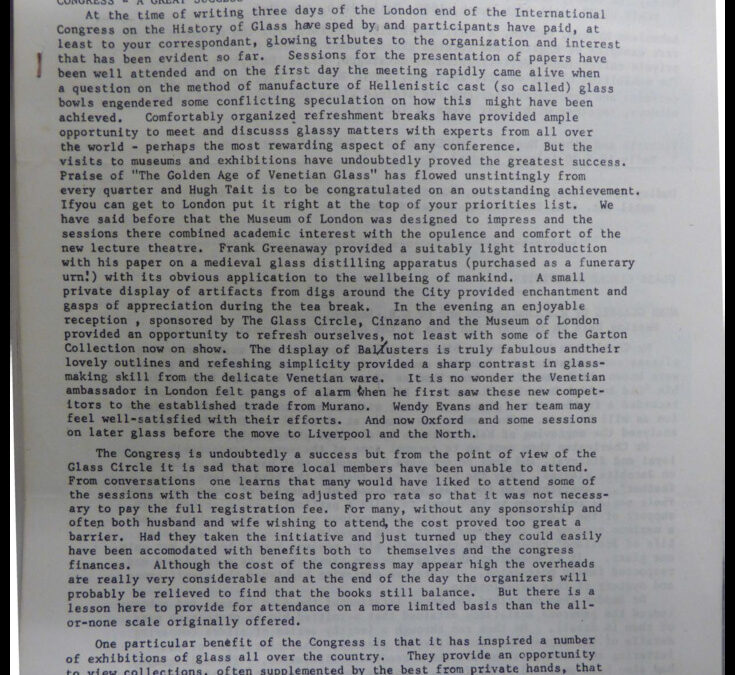 CONGRESS - A GREAT SUCCESS
At the time of writing three days of the London end of the International
Congress on the History of Glass have sped by and participants have paid, at
least to your correspondant, glowing tributes to the organization and interest
that has been evident so far. Sessions for the presentation of papers have
been well attended and on the first day the meeting rapidly came alive when
a question on the method of manufacture of Hellenistic cast (so called) glass
bowls engendered some conflicting speculation on how this might have been
achieved. Comfortably organized refreshment breaks have provided ample
opportunity to meet and discusss glassy matters with experts from all over
the world - perhaps the most rewarding aspect of any conference. But the
visits to museums and exhibitions have undoubtedly proved the greatest success.
Praise of "The Golden Age of Venetian Glass" has flowed unstintingly from
every quarter and Hugh Tait is to be congratulated on an outstanding achievement.
Ifyou can get to London put it right at the top of your priorities list. We
have said before that the Museum of London was designed to impress and the
sessions there combined academic interest with the opulence and comfort of the
new lecture theatre. Frank Greenaway provided a suitably light introduction
with his paper on a medieval glass distilling apparatus (purchased as a funerary
urn!) with its obvious application to the wellbeing of mankind. A small
private display of artifacts from digs around the City provided enchantment and
gasps of appreciation during the tea break. In the evening an enjoyable
reception , sponsored by The Glass Circle, Cinzano and the Museum of London
provided an opportunity to refresh ourselves, not least with some of the Garton
Collection now on show. The display of Balusters is truly fabulous andtheir
lovely outlines and refeshing simplicity provided a sharp contrast in glass-
making skill from the delicate Venetian ware. It is no wonder the Venetian
ambassador in London felt pangs of alarm when he first saw these new compet-
itors to the established trade from Murano. Wendy Evans and her team may
feel well-satisfied with their efforts. And now Oxford and some sessions
on later glass before the move to Liverpool and the North.
The Congress is undoubtedly a success but from the point of view of the
Glass Circle it is sad that more local members have been unable to attend.
From conversations one learns that many would have liked to attend some of
the sessions with the cost being adjusted pro rata so that it was not necess-
ary to pay the full registration fee. For many, without any sponsorship and
often both husband and wife wishing to attend, the cost proved too great a
barrier. Had they taken the initiative and just turned up they could easily
have been accomodated with benefits both to themselves and the congress
finances. Although the cost of the congress may appear high the overheads
are really very considerable and at the end of the day the organizers will
probably be relieved to find that the books still balance. But there is a
lesson here to provide for attendance on a more limited basis than the all-
or-none scale originally offered.
One particular benefit of the Congress is that it has inspired a number
of exhibitions of glass all over the country. They provide an opportunity
to view collections, often supplemented by the best from private hands, that